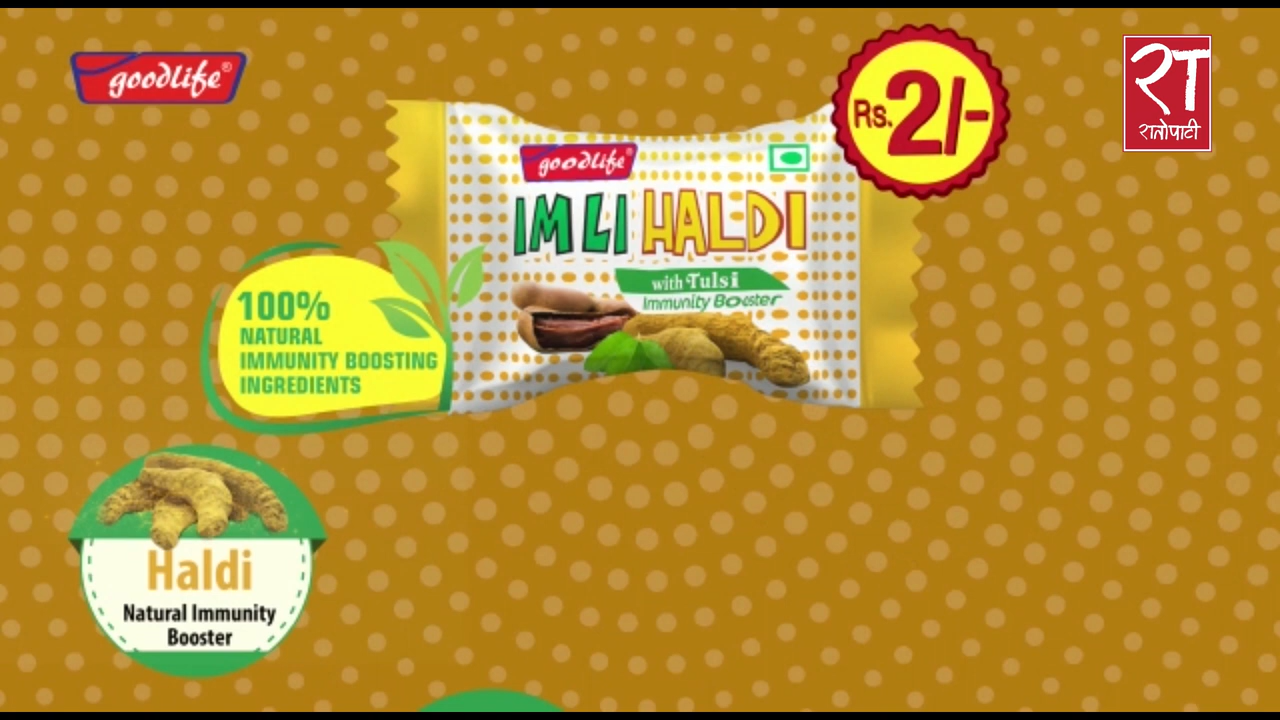 goodlife®
Rs. 2/-
रा
रातोपाटी
goodlife®
IMLI HALDI
with Tulsi
Immunity Booster
100%
NATURAL
IMMUNITY BOOSTING
INGREDIENTS
Haldi
Natural Immunity
Booster